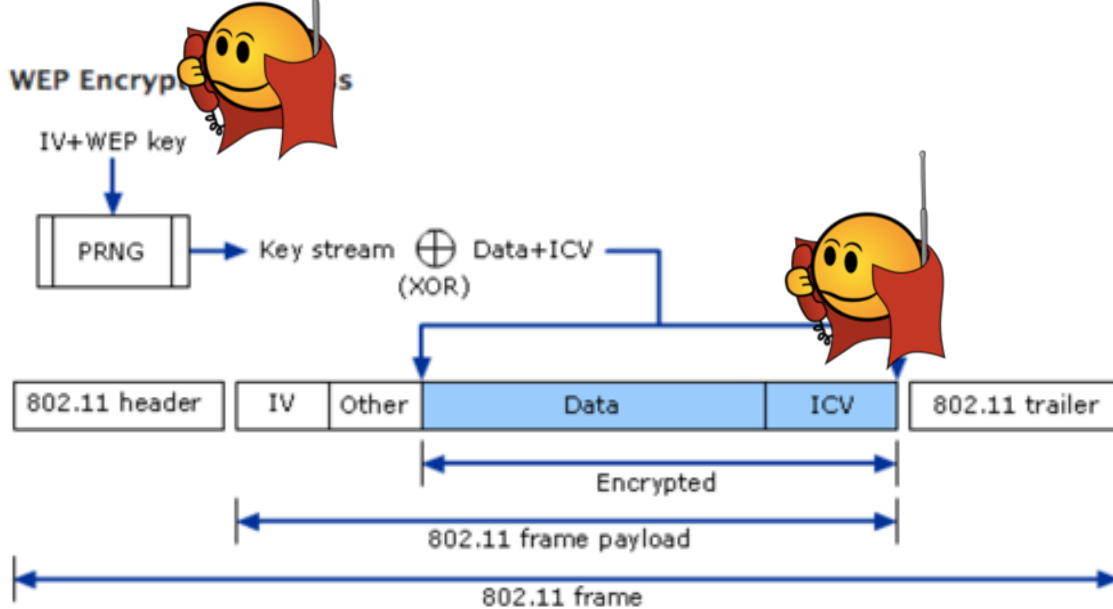 WEP Encrypt s
IV+WEP key
PRNG
Key stream
Data+ICV
(XOR)
802.11 header
IV
Other
Data
ICV
802.11 trailer
Encrypted
802.11 frame payload
802.11 frame